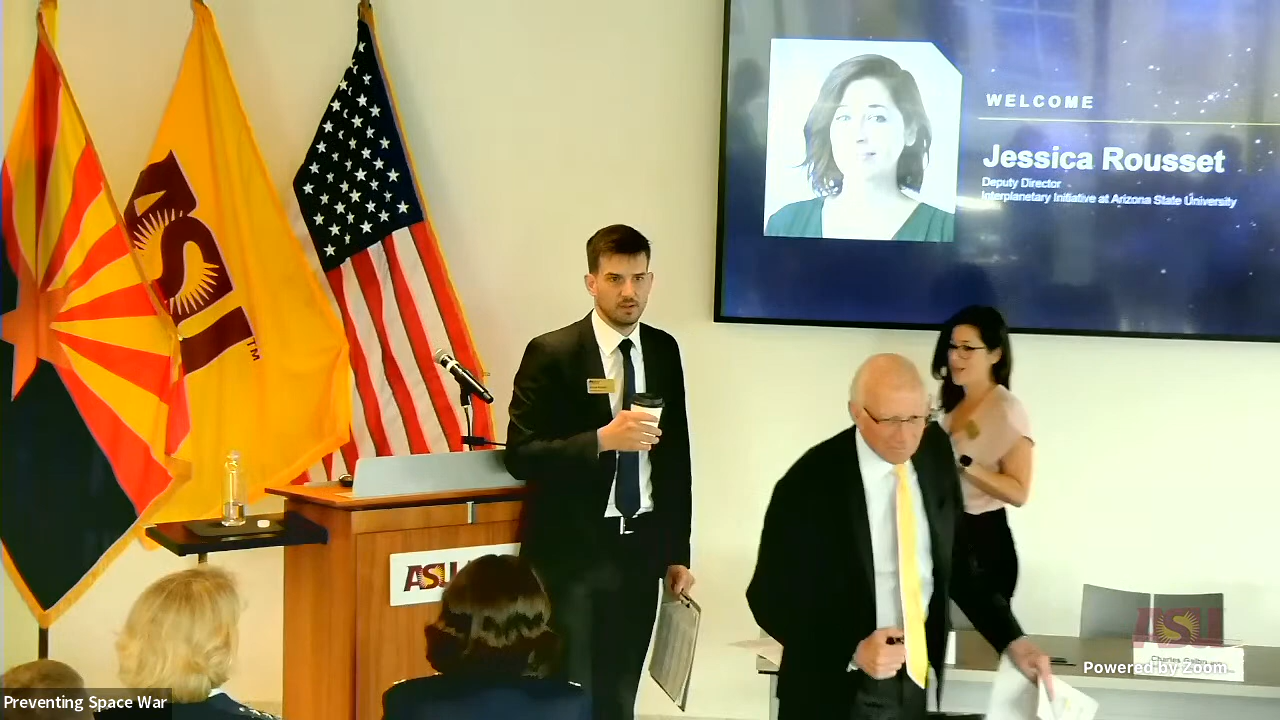 WELCOME
Jessica Rousset
Deputy Director
Interplanetary Initiative at Arizona State University
ASU
TM
ASU
ASU
Powered by Zoom
Preventing Space War